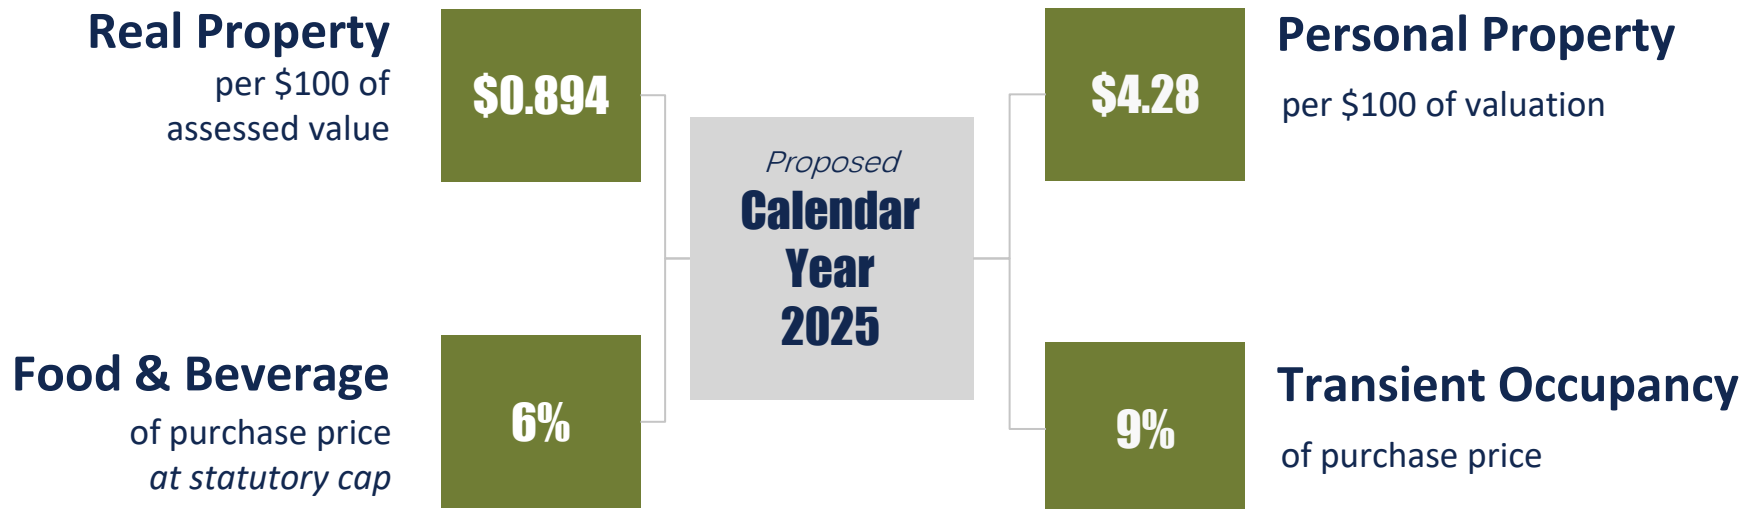 Real Property
per $100 of
assessed value
$0.894
$4.28
Personal Property
per $100 of valuation
Proposed
Calendar
Year
2025
Food & Beverage
of purchase price
at statutory cap
6%
9%
Transient Occupancy
of purchase price